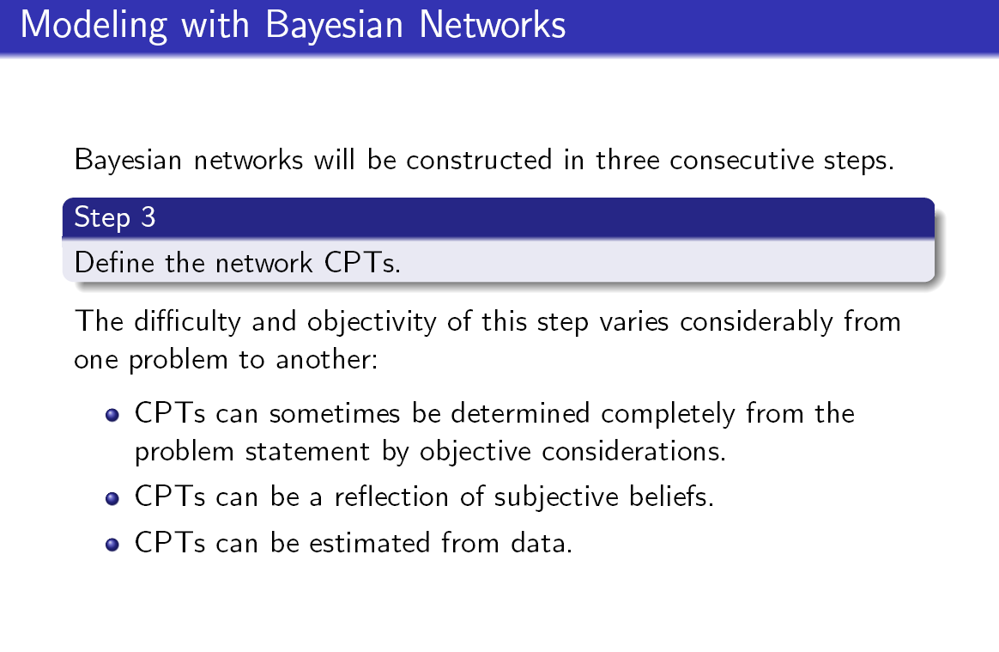 Modeling with Bayesian Networks
Bayesian networks will be constructed in three consecutive steps.
Step 3
Define the network CPTs.
The difficulty and objectivity of this step varies considerably from
one problem to another:
CPTs can sometimes be determined completely from the
problem statement by objective considerations.
CPTs can be a reflection of subjective beliefs.
CPTs can be estimated from data.